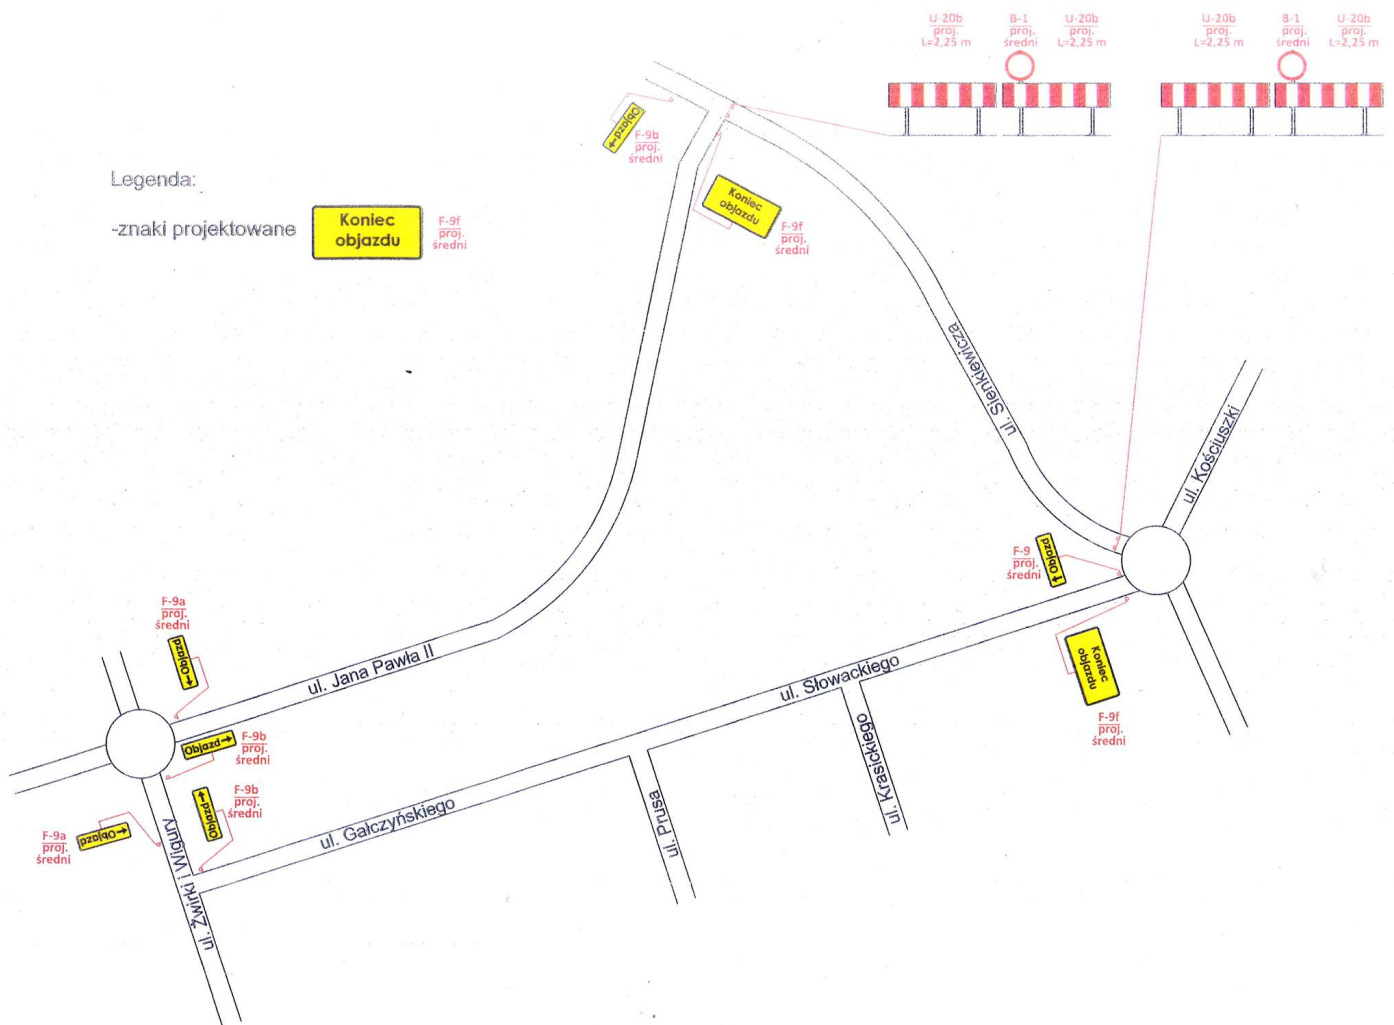 U-20b
proj.
L=2,25 m
B-1
proj.
średni
U-20b
proj.
L=2,25 m
U-20b
proj.
L=2,25 m
B-1
proj.
średni
U-20b
proj.
L=2,25 m
Objazd
F-9b
proj.
średni
Legenda:
-znaki projektowane
Koniec
objazdu
F-9f
proj.
średni
Koniec
objazdu
F-9f
proj.
średni
ul. Sienkiewicza
ul. Kościuszki
F-9
proj.
średni
Objazd
F-9a
proj.
średni
Objazd
ul. Jana Pawła II
ul. Słowackiego
Koniec
objazdu
F-9f
proj.
średni
Objazd
F-9b
proj.
średni
ul. Krasickiego
Objazd
F-9b
proj.
średni
ul. Gałczyńskiego
ul. Prusa
F-9a
proj.
średni
Objazd
ul. Żwirki i Wigury